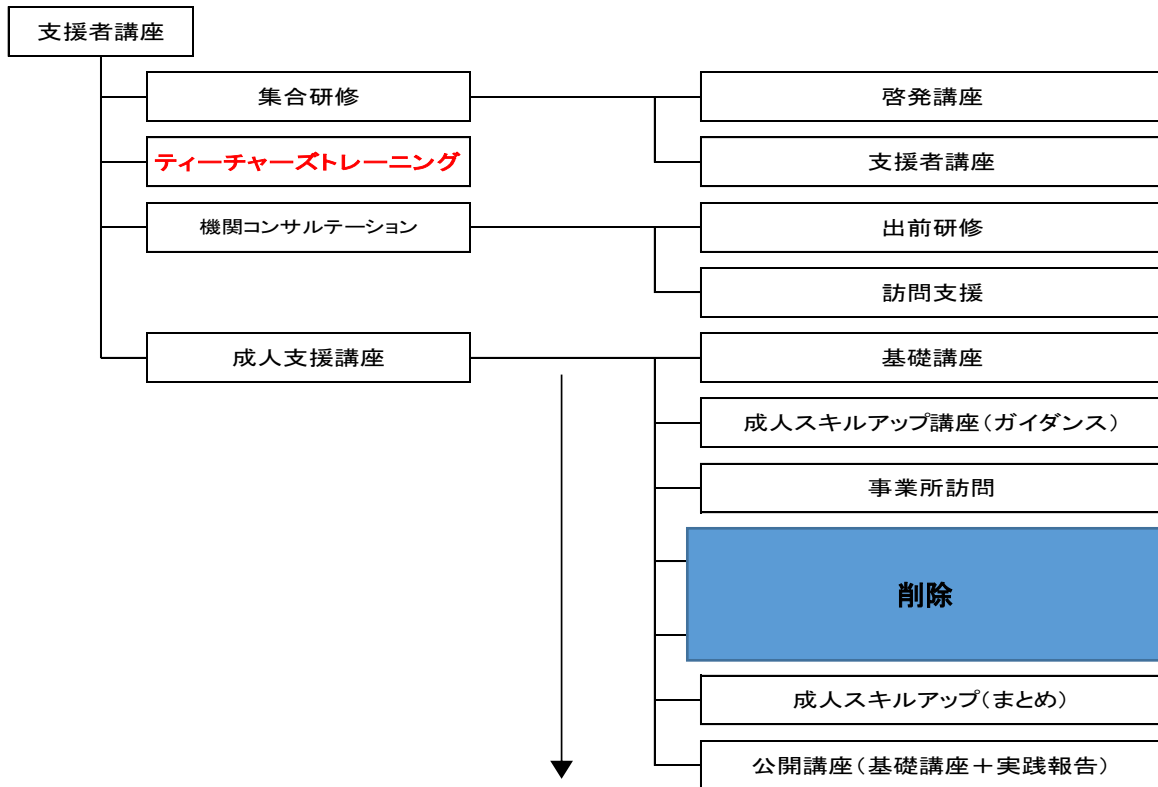 支援者講座
集合研修
啓発講座
ティーチャーズトレーニング
支援者講座
機関コンサルテーション
出前研修
訪問支援
成人支援講座
基礎講座
成人スキルアップ講座(ガイダンス)
事業所訪問
削除
成人スキルアップ(まとめ)
公開講座(基礎講座+実践報告)